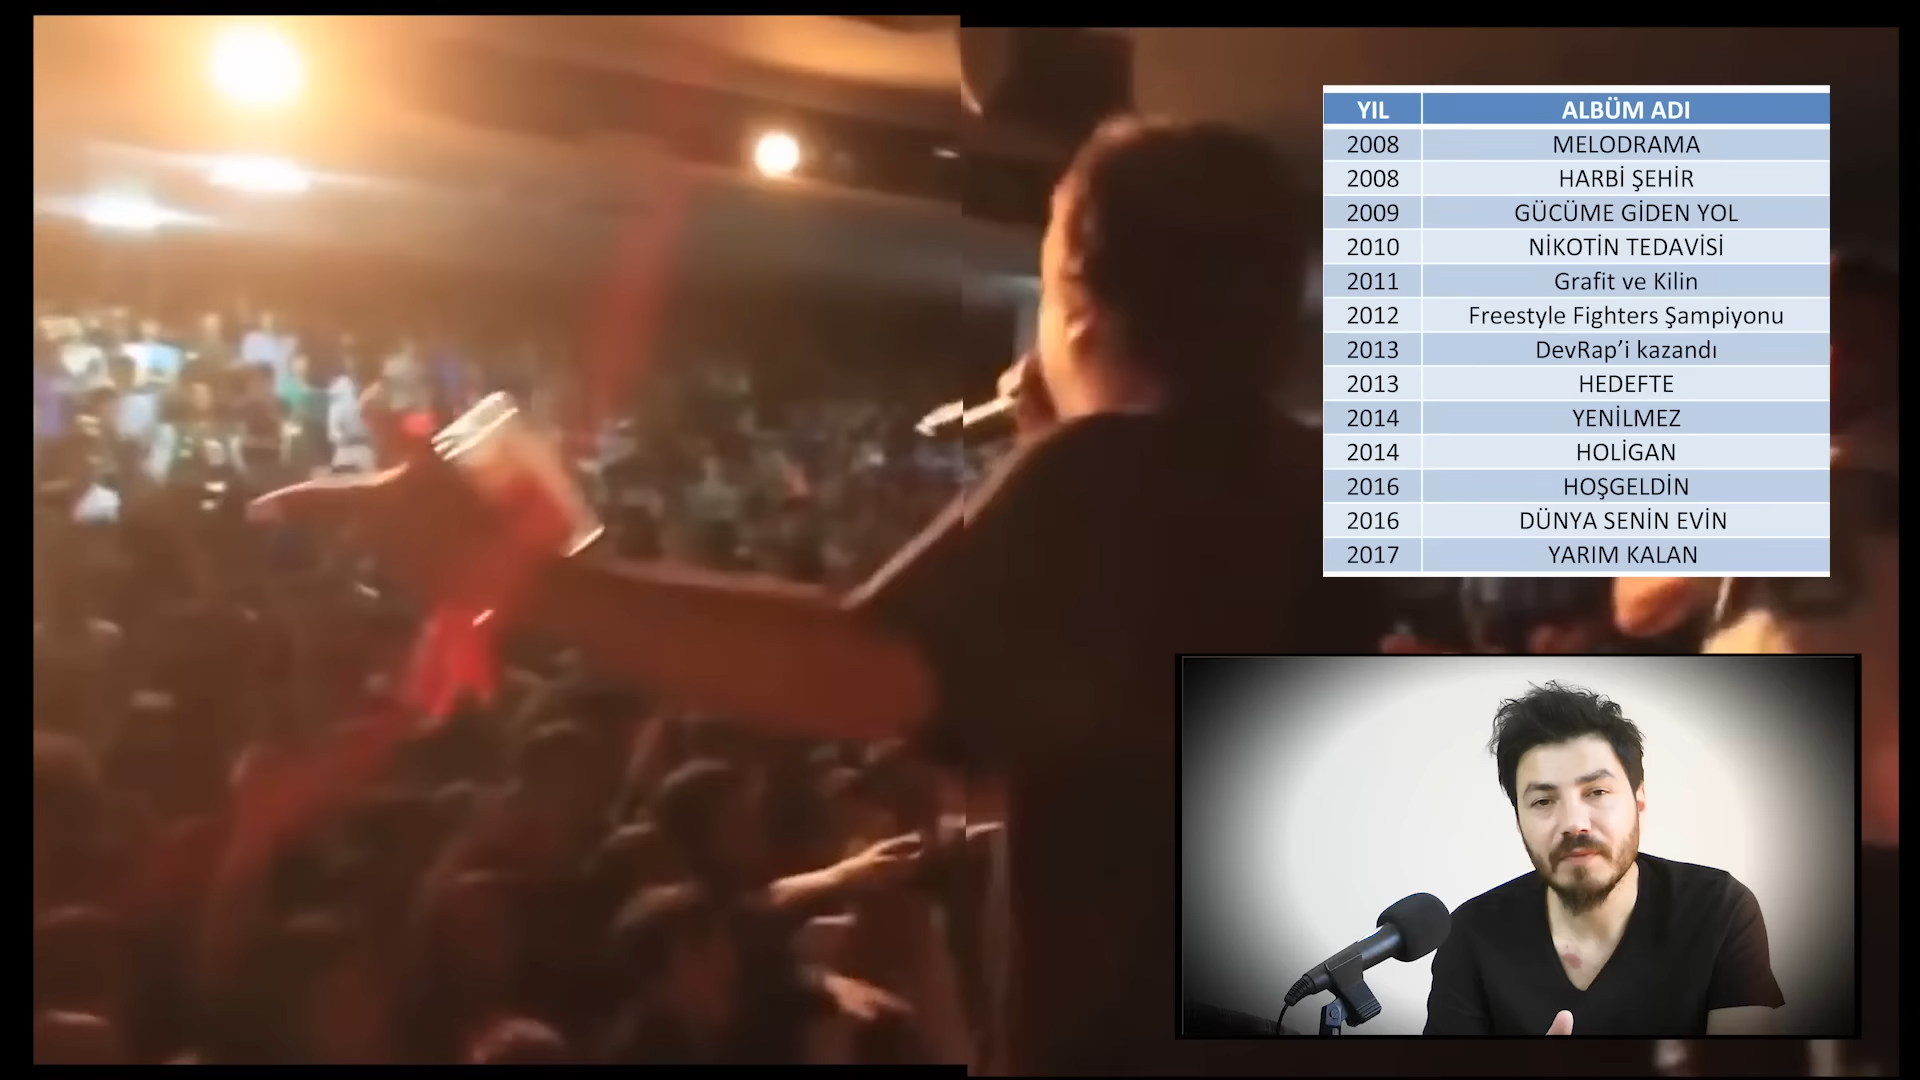 YIL ALBÜM ADI
2008 MELODRAMA
2008 HARBİ ŞEHİR
2009 GÜCÜME GİDEN YOL
2010 NİKOTİN TEDAVİSİ
2011 Grafit ve Kilin
2012 Freestyle Fighters Şampiyonu
2013 DevRap’i kazandı
2013 HEDEFTE
2014 YENİLMEZ
2014 HOLİGAN
2016 HOŞGELDİN
2016 DÜNYA SENİN EVİN
2017 YARIM KALAN